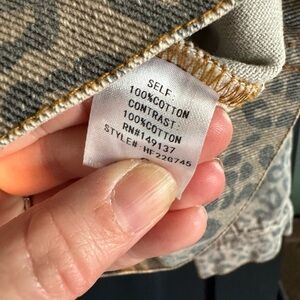 SELF:
100%COTTON
CONTRAST:
100%COTTON
RN#149137
STYLE#: HF22G745